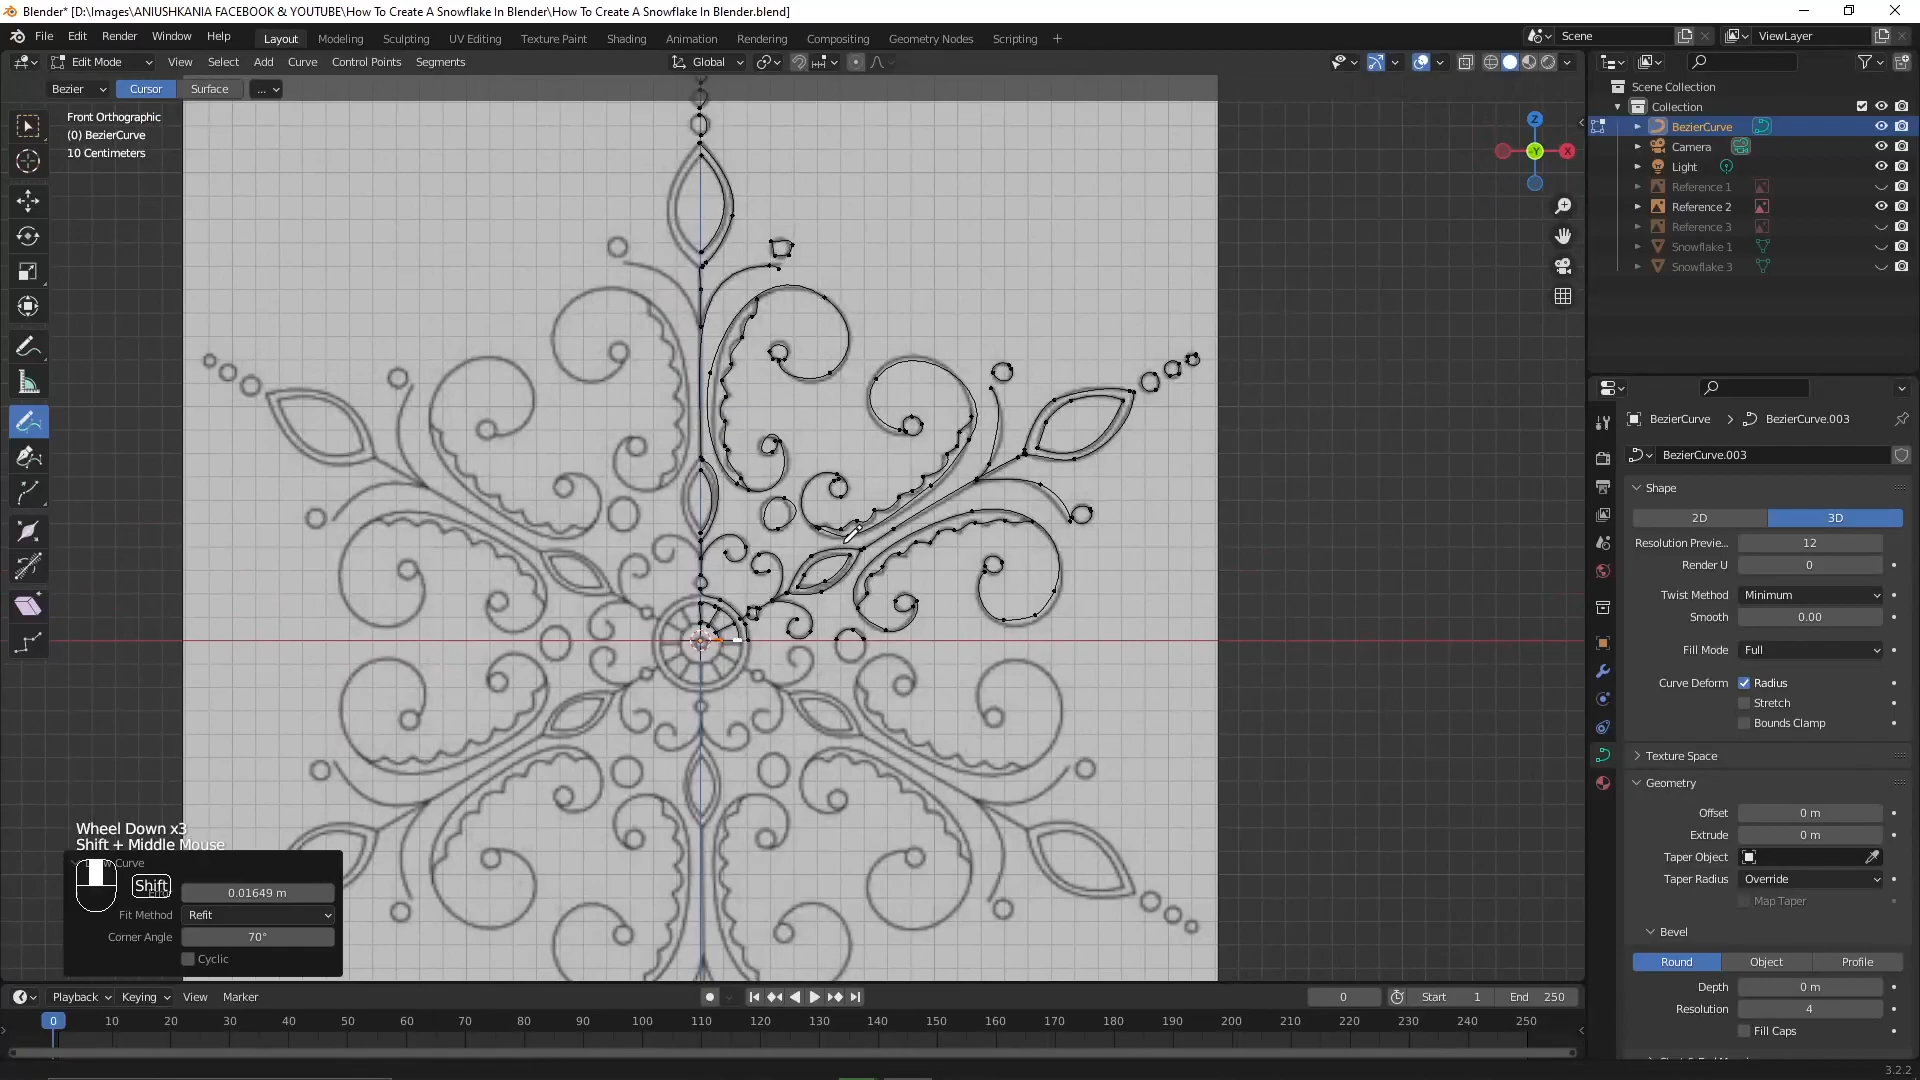 Blender* [D:\Images\ANIUSHKANIA FACEBOOK & YOUTUBE\How To Create A Snowflake In Blender\How To Create A Snowflake In Blender.blend]
File Edit Render Window Help Layout Modeling Sculpting UV Editing Texture Paint Shading Animation Rendering Compositing Geometry Nodes Scripting + Scene ViewLayer
Edit Mode View Select Add Curve Control Points Segments Global
Bezier Cursor Surface ...
Front Orthographic
(0) BezierCurve
10 Centimeters
Z
X
-Y
Scene Collection
Collection
BezierCurve
Camera
Light
Reference 1
Reference 2
Reference 3
Snowflake 1
Snowflake 3
BezierCurve > BezierCurve.003
BezierCurve.003
Shape
2D 3D
Resolution Previe... 12
Render U 0
Twist Method Minimum
Smooth 0.00
Fill Mode Full
Curve Deform Radius
Stretch
Bounds Clamp
Texture Space
Geometry
Offset 0 m
Extrude 0 m
Taper Object
Taper Radius Override
Map Taper
Bevel
Round Object Profile
Depth 0 m
Resolution 4
Fill Caps
Wheel Down x3
Shift + Middle Mouse
Curve
Shift
0.01649 m
Fit Method Refit
Corner Angle 70°
Cyclic
Playback Keying View Marker 0 Start 1 End 250
0 10 20 30 40 50 60 70 80 90 100 110 120 130 140 150 160 170 180 190 200 210 220 230 240 250
3.2.2